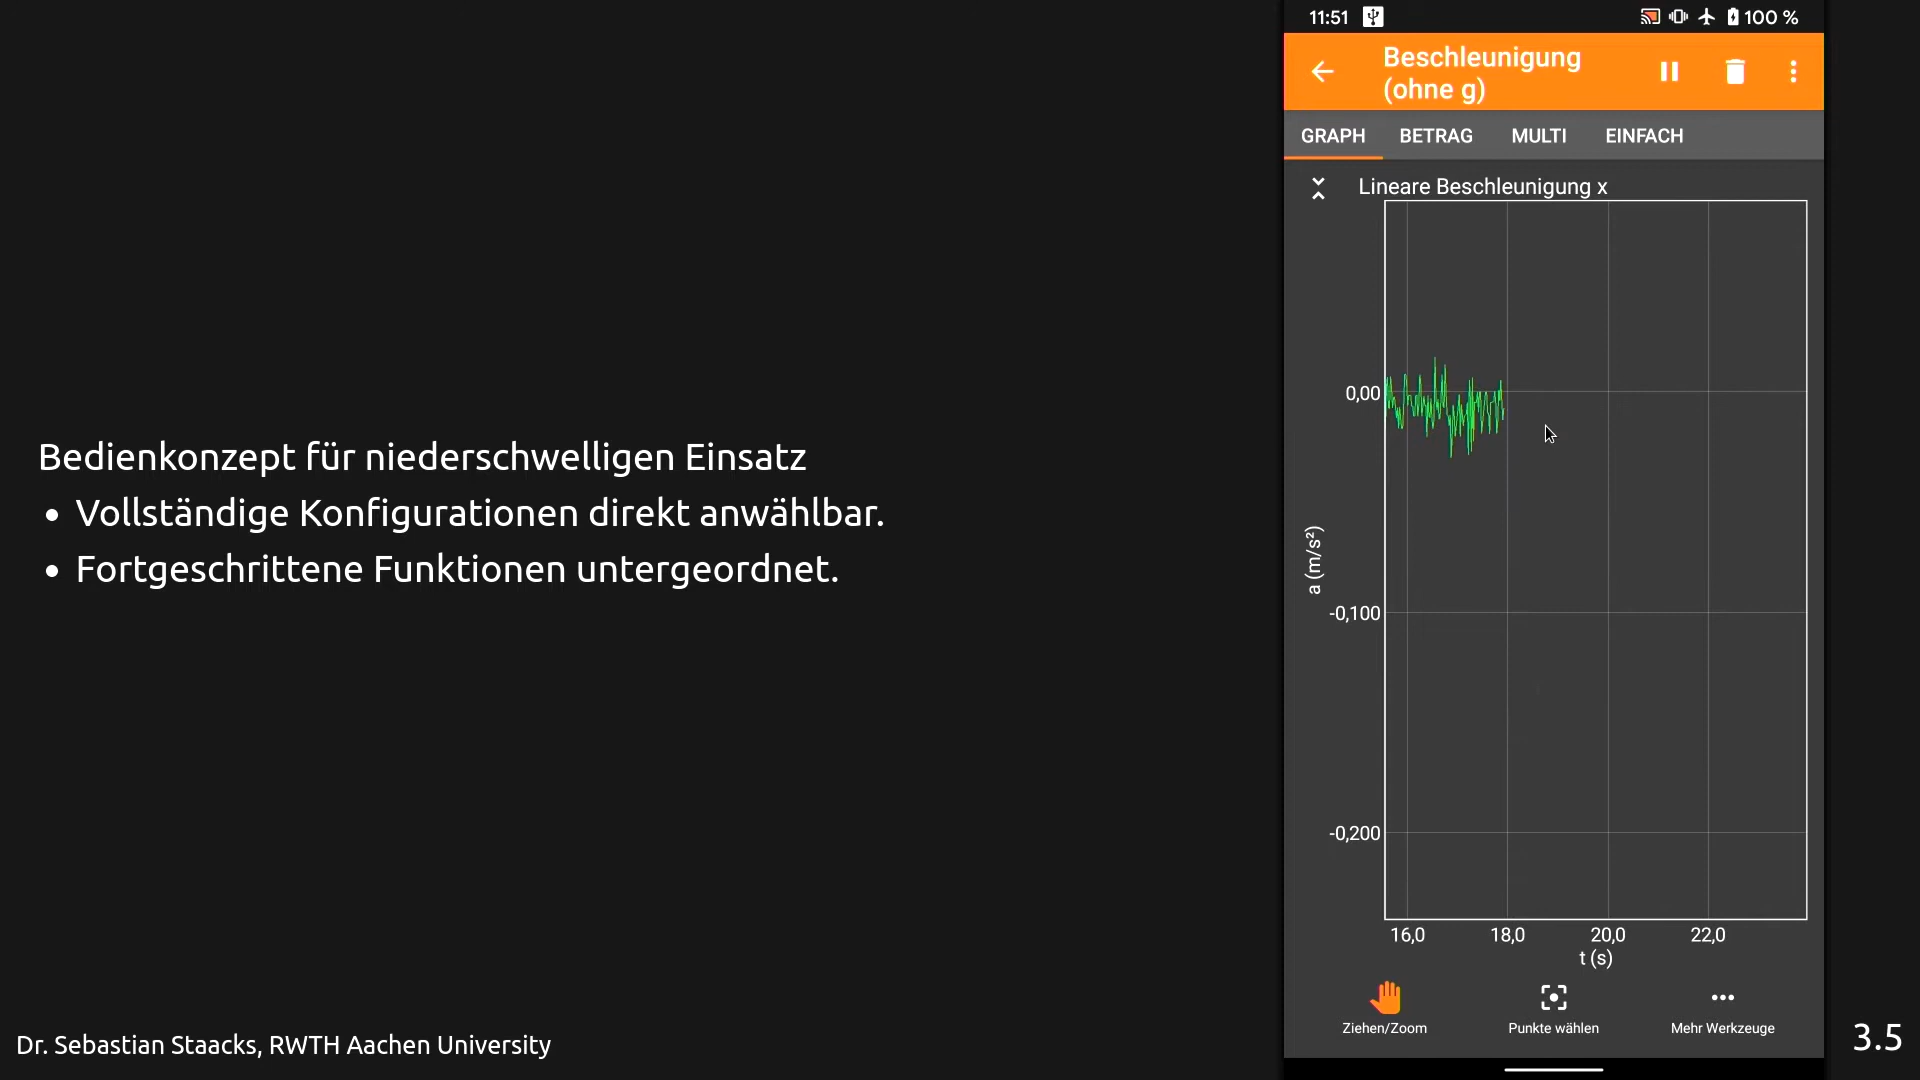 Bedienkonzept für niederschwelligen Einsatz
• Vollständige Konfigurationen direkt anwählbar.
• Fortgeschrittene Funktionen untergeordnet.
Dr. Sebastian Staacks, RWTH Aachen University
11:51
100 %
Beschleunigung
(ohne g)
GRAPH BETRAG MULTI EINFACH
Lineare Beschleunigung x
0,00
-0,100
-0,200
a (m/s²)
16,0 18,0 20,0 22,0
t (s)
Ziehen/Zoom Punkte wählen Mehr Werkzeuge
3.5